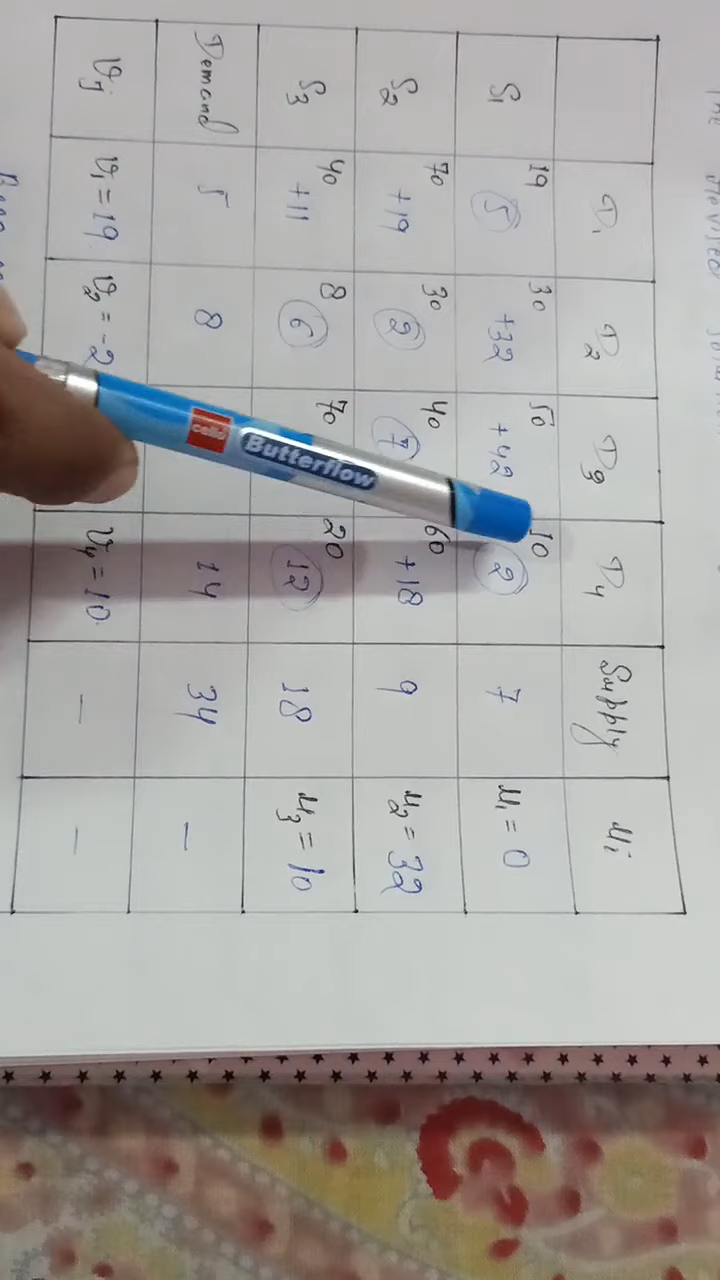 D1 D2 D3 D4 Supply ui
S1 19 (5) 30 +32 50 +42 10 (2) 7 u1 = 0
S2 70 +19 30 (2) 40 (7) 60 +18 9 u2 = 32
S3 40 +11 8 (6) 70 20 (12) 18 u3 = 10
Demand 5 8 14 34 –
vj v1 = 19 v2 = -2 v4 = 10 – –
cello Butterflow